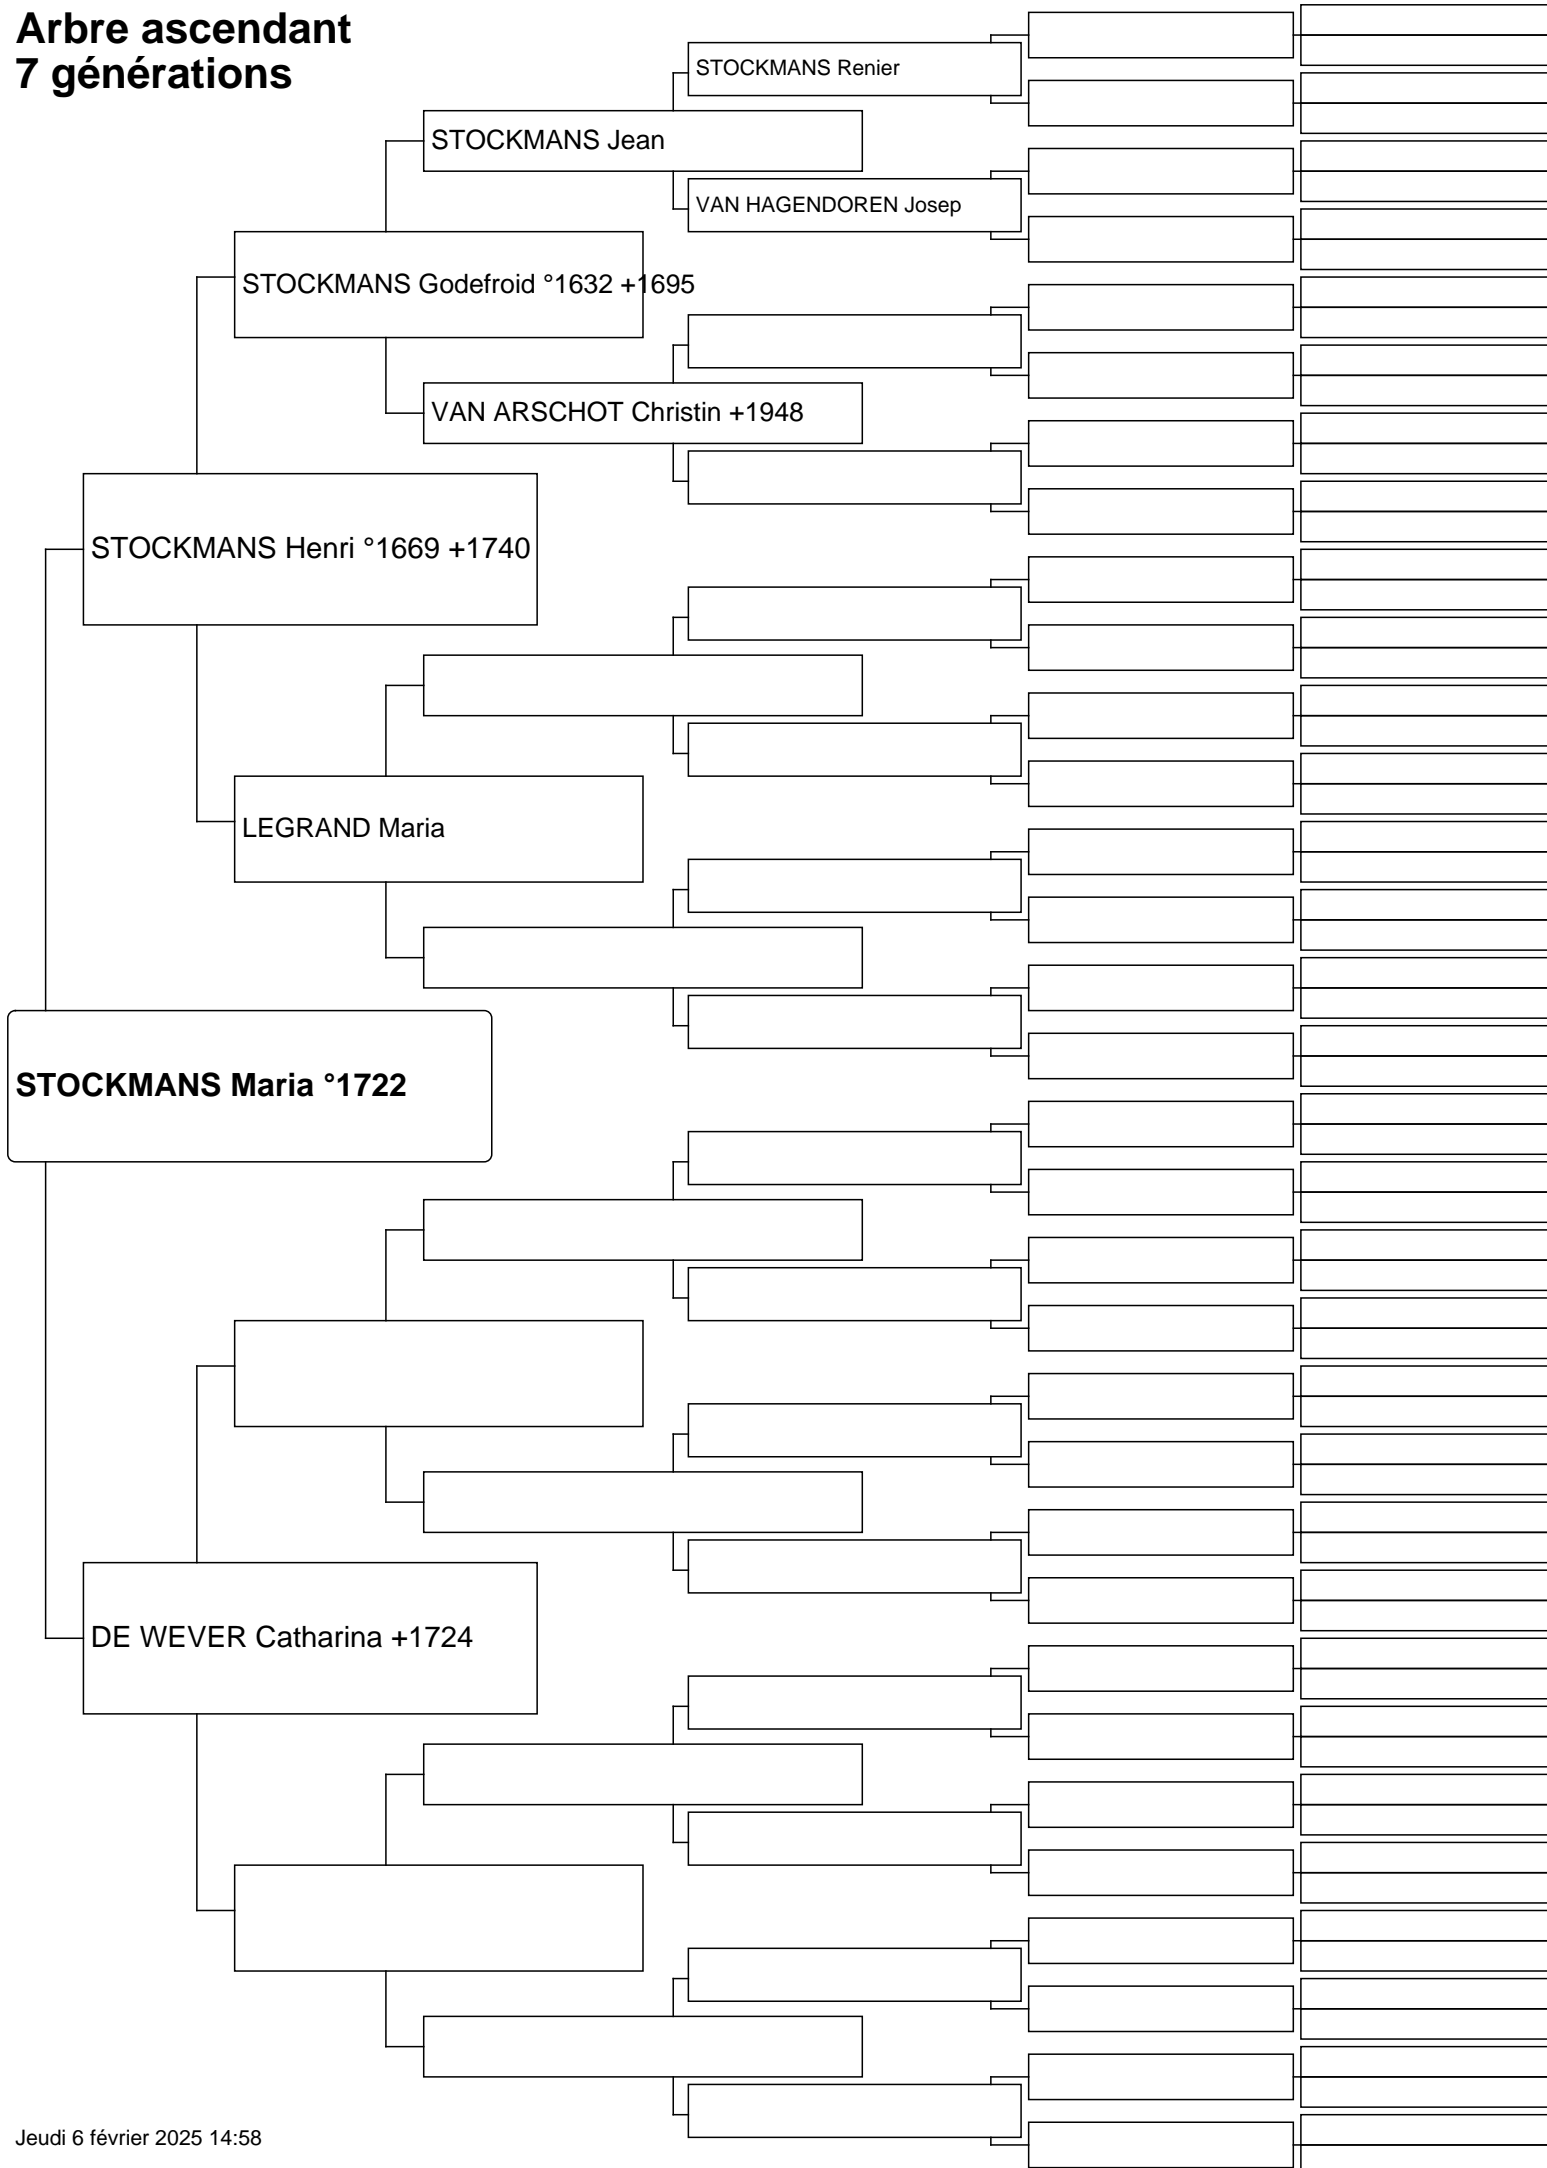 Arbre ascendant
7 générations
STOCKMANS Renier
STOCKMANS Jean
VAN HAGENDOREN Josep
STOCKMANS Godefroid °1632 +1695
VAN ARSCHOT Christin +1948
STOCKMANS Henri °1669 +1740
LEGRAND Maria
STOCKMANS Maria °1722
DE WEVER Catharina +1724
Jeudi 6 février 2025 14:58